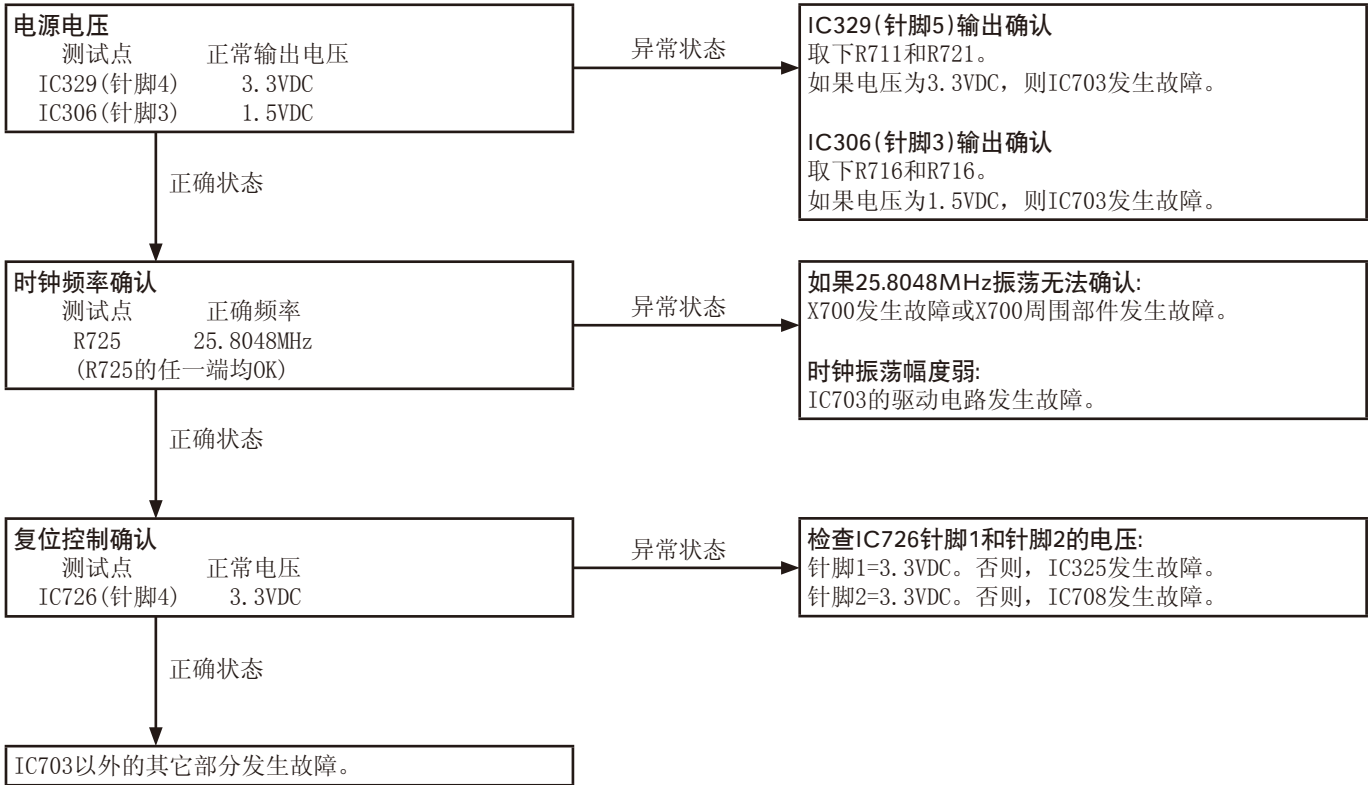 电源电压
测试点 正常输出电压
IC329(针脚4) 3.3VDC
IC306(针脚3) 1.5VDC
异常状态
IC329(针脚5)输出确认
取下R711和R721。
如果电压为3.3VDC，则IC703发生故障。
IC306(针脚3)输出确认
取下R716和R716。
如果电压为1.5VDC，则IC703发生故障。
正确状态
时钟频率确认
测试点 正确频率
R725 25.8048MHz
(R725的任一端均OK)
异常状态
如果25.8048MHz振荡无法确认:
X700发生故障或X700周围部件发生故障。
时钟振荡幅度弱:
IC703的驱动电路发生故障。
正确状态
复位控制确认
测试点 正常电压
IC726(针脚4) 3.3VDC
异常状态
检查IC726针脚1和针脚2的电压:
针脚1=3.3VDC。否则，IC325发生故障。
针脚2=3.3VDC。否则，IC708发生故障。
正确状态
IC703以外的其它部分发生故障。